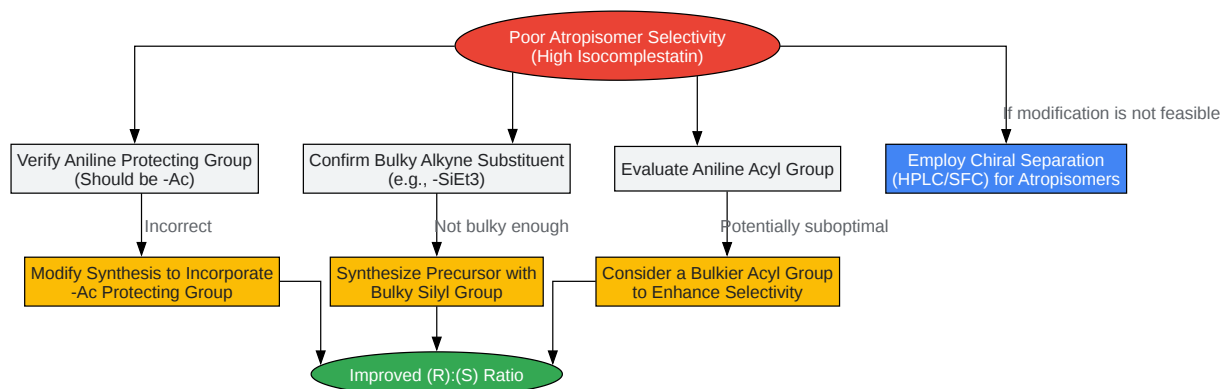 Poor Atropisomer Selectivity
(High Isocomplestatin)
If modification is not feasible
Verify Aniline Protecting Group
(Should be -Ac)
Confirm Bulky Alkyne Substituent
(e.g., -SiEt3)
Evaluate Aniline Acyl Group
Employ Chiral Separation
(HPLC/SFC) for Atropisomers
Incorrect
Not bulky enough
Potentially suboptimal
Modify Synthesis to Incorporate
-Ac Protecting Group
Synthesize Precursor with
Bulky Silyl Group
Consider a Bulkier Acyl Group
to Enhance Selectivity
Improved (R):(S) Ratio